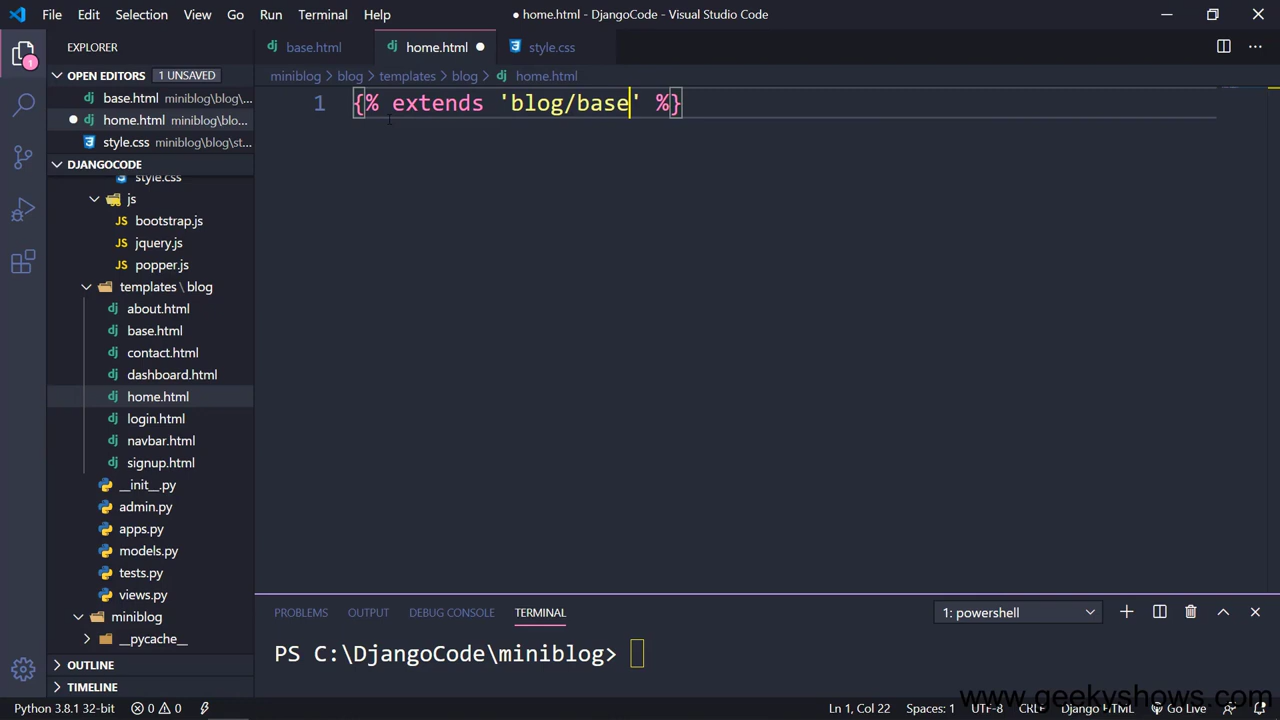 File Edit Selection View Go Run Terminal Help
● home.html - DjangoCode - Visual Studio Code
EXPLORER
base.html
home.html
style.css
OPEN EDITORS 1 UNSAVED
miniblog > blog > templates > blog > home.html
base.html miniblog\blog\...
home.html miniblog\blo...
style.css miniblog\blog\st...
1 {% extends 'blog/base' %}
DJANGOCODE
style.css
js
bootstrap.js
jquery.js
popper.js
templates \ blog
about.html
base.html
contact.html
dashboard.html
home.html
login.html
navbar.html
signup.html
__init__.py
admin.py
apps.py
models.py
tests.py
views.py
miniblog
__pycache__
OUTLINE
TIMELINE
1
PROBLEMS OUTPUT DEBUG CONSOLE TERMINAL
1: powershell
PS C:\DjangoCode\miniblog>
www.geekyshows.com
Python 3.8.1 32-bit 0 0
Ln 1, Col 22 Spaces: 1 UTF-8 CRLF Django HTML Go Live